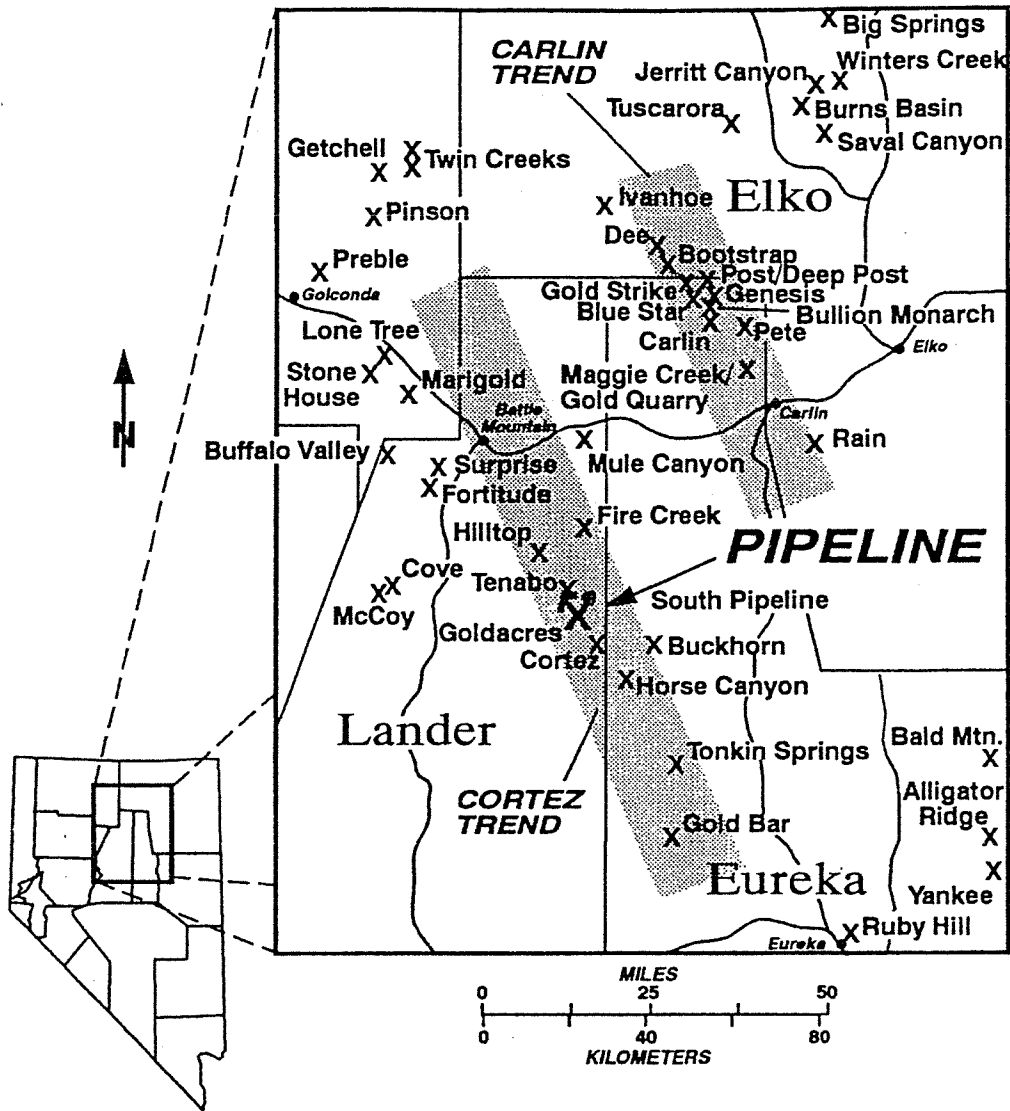 Big Springs
CARLIN
TREND
Winters Creek
Jerritt Canyon
Tuscarora
Burns Basin
Saval Canyon
Getchell
Twin Creeks
Ivanhoe
Elko
Pinson
Dee
Bootstrap
Preble
Post/Deep Post
Golconda
Gold Strike
Genesis
Blue Star
Bullion Monarch
Lone Tree
Carlin
Pete
Elko
Stone
House
Marigold
Maggie Creek/
Gold Quarry
Carlin
Battle
Mountain
N
Rain
Buffalo Valley
Surprise
Mule Canyon
Fortitude
Fire Creek
Hilltop
PIPELINE
Cove
Tenabo
McCoy
South Pipeline
Goldacres
Cortez
Buckhorn
Horse Canyon
Lander
Bald Mtn.
Tonkin Springs
CORTEZ
TREND
Alligator
Ridge
Gold Bar
Eureka
Yankee
Ruby Hill
Eureka
MILES
0 25 50
0 40 80
KILOMETERS